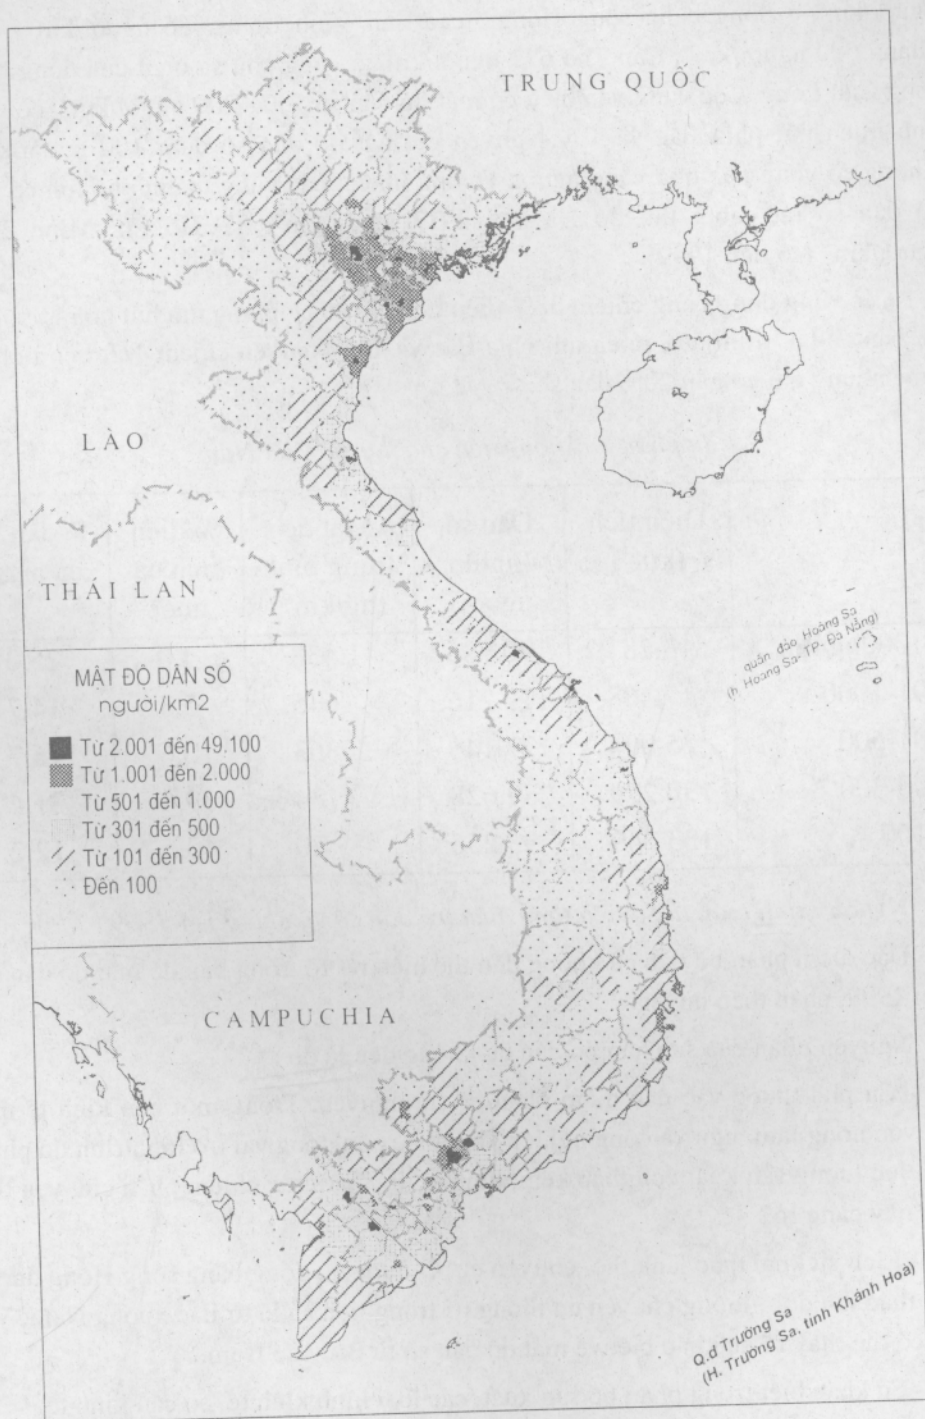 TRUNG QUỐC
LÀO
THÁI LAN
quần đảo Hoàng Sa
(h. Hoàng Sa- TP- Đà Nẵng)
MẬT ĐỘ DÂN SỐ
người/km2
Từ 2.001 đến 49.100
Từ 1.001 đến 2.000
Từ 501 đến 1.000
Từ 301 đến 500
Từ 101 đến 300
Đến 100
CAMPUCHIA
Q.đ Trường Sa
(H. Trường Sa, tỉnh Khánh Hoà)